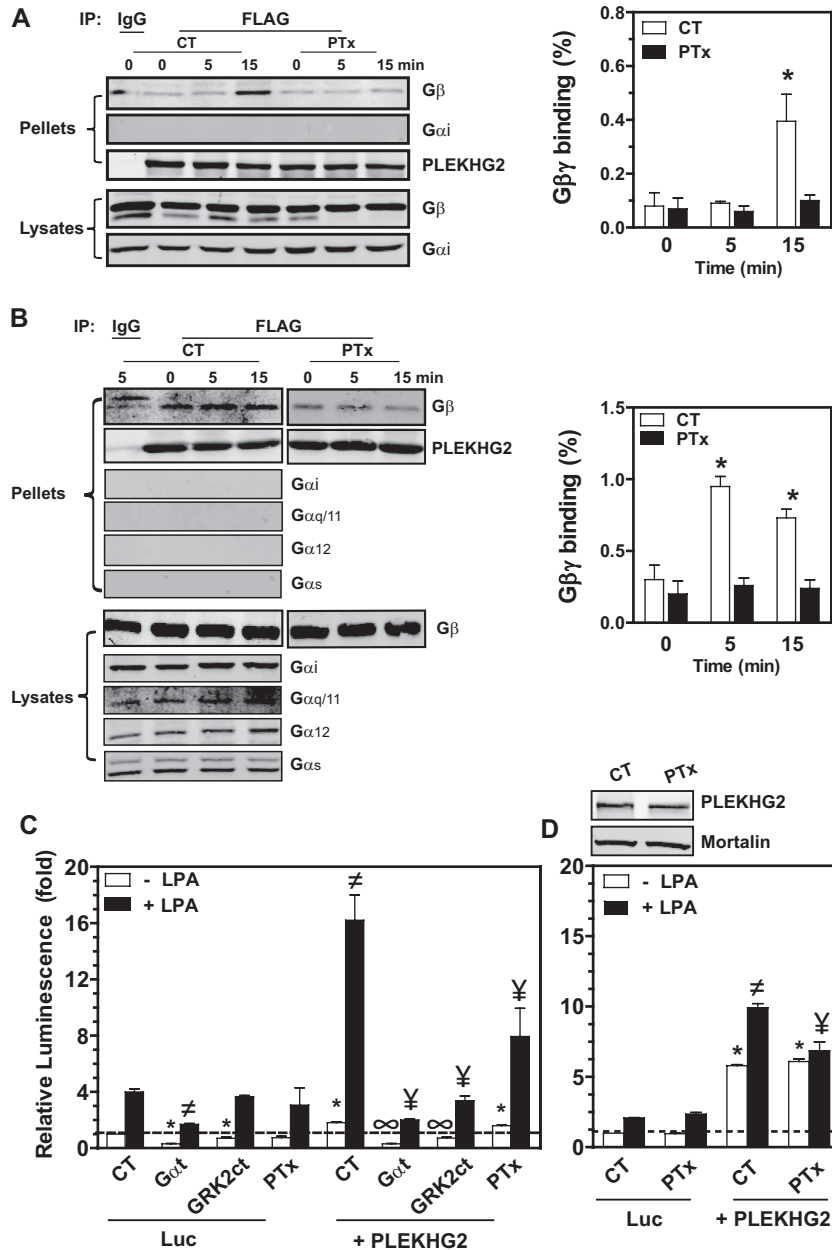 A
IP: IgG FLAG
CT PTx
0 0 5 15 0 5 15 min
Pellets
Gβ
Gαi
PLEKHG2
Lysates
Gβ
Gαi
Gβγ binding (%)
0.8
0.6
0.4
0.2
0.0
CT
PTx
*
0 5 15
Time (min)
B
IP: IgG FLAG
CT PTx
5 0 5 15 0 5 15 min
Pellets
Gβ
PLEKHG2
Gαi
Gαq/11
Gα12
Gαs
Lysates
Gβ
Gαi
Gαq/11
Gα12
Gαs
Gβγ binding (%)
1.5
1.0
0.5
0.0
CT
PTx
* *
0 5 15
Time (min)
C
Relative Luminescence (fold)
20
16
12
8
4
0
- LPA
+ LPA
* ≠ * * ≠ ∞ ¥ ∞ ¥ * ¥
CT Gαt GRK2ct PTx CT Gαt GRK2ct PTx
Luc + PLEKHG2
D
CT PTx
PLEKHG2
Mortalin
20
15
10
5
0
- LPA
+ LPA
* ≠ * ¥
CT PTx CT PTx
Luc + PLEKHG2